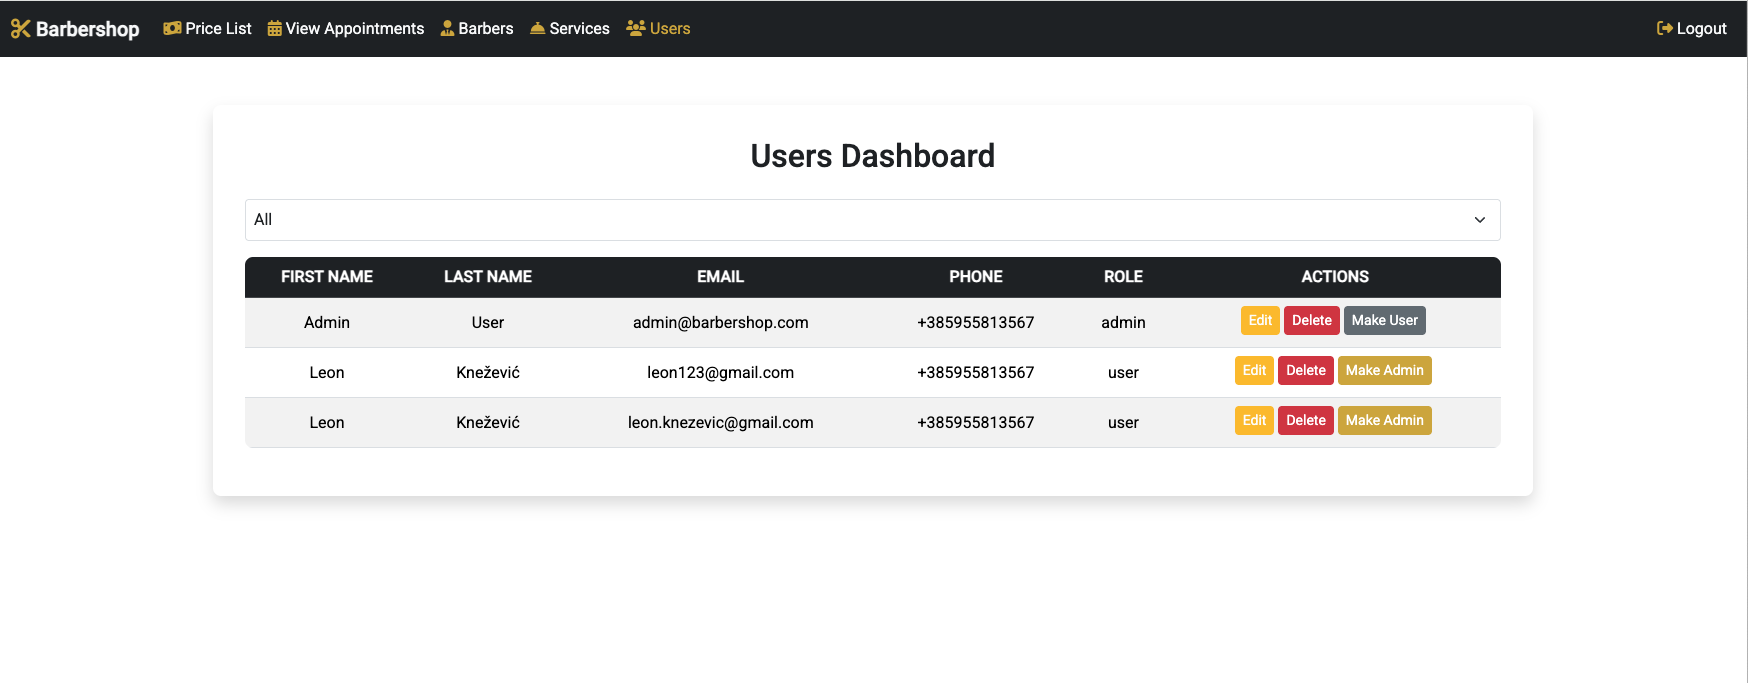 Barbershop Price List View Appointments Barbers Services Users Logout
Users Dashboard
All
FIRST NAME LAST NAME EMAIL PHONE ROLE ACTIONS
Admin User admin@barbershop.com +385955813567 admin Edit Delete Make User
Leon Knežević leon123@gmail.com +385955813567 user Edit Delete Make Admin
Leon Knežević leon.knezevic@gmail.com +385955813567 user Edit Delete Make Admin